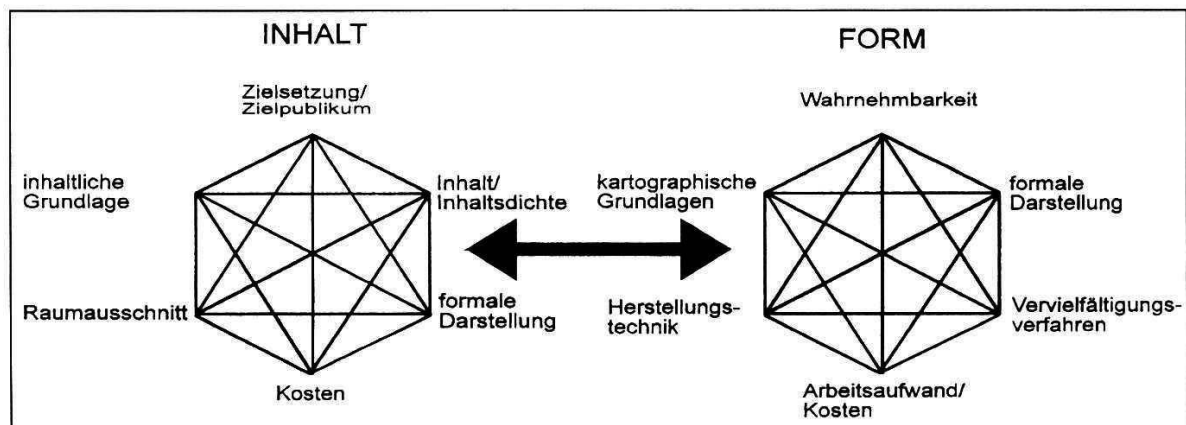 INHALT
Zielsetzung/
Zielpublikum
inhaltliche
Grundlage
Inhalt/
Inhaltsdichte
Raumausschnitt
formale
Darstellung
Kosten
FORM
Wahrnehmbarkeit
kartographische
Grundlagen
formale
Darstellung
Herstellungs-
technik
Vervielfältigungs-
verfahren
Arbeitsaufwand/
Kosten